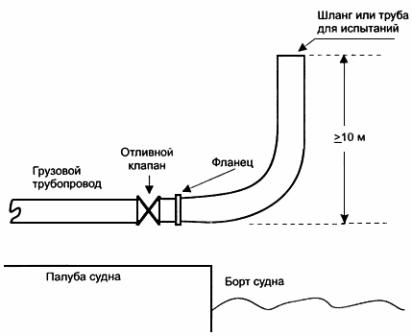 Шланг или труба
для испытаний
≥10 м
Отливной
клапан
Фланец
Грузовой
трубопровод
Палуба судна
Борт судна